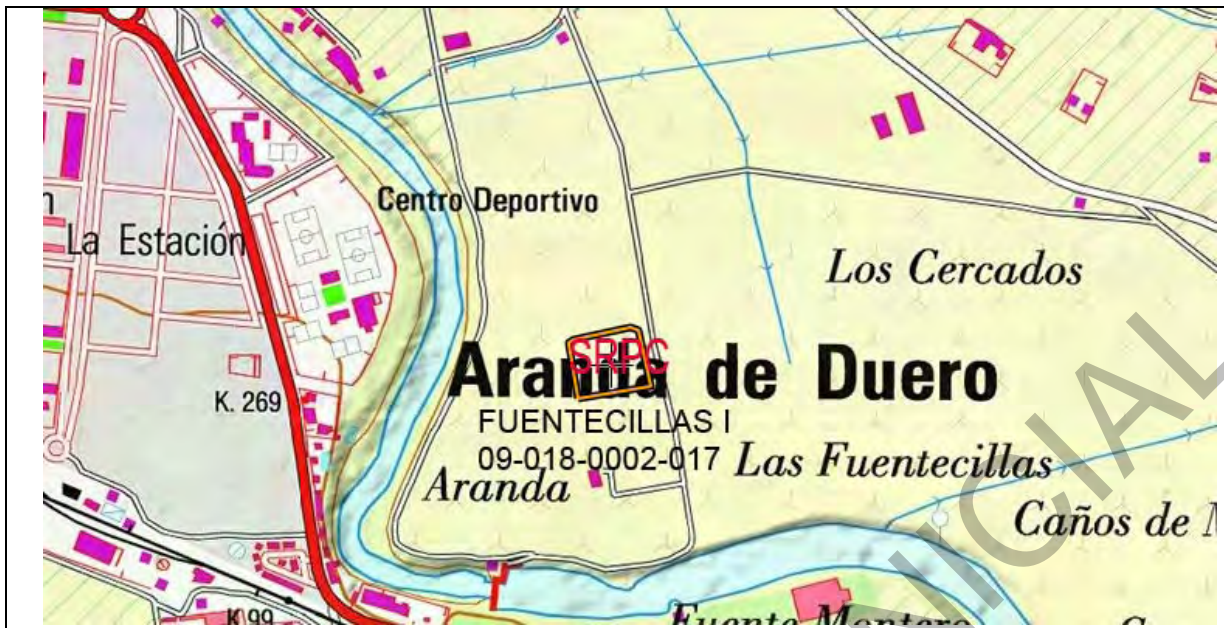 Centro Deportivo
La Estación
Los Cercados
SRPC
Aranda de Duero
K. 269
FUENTECILLAS I
09-018-0002-017
Las Fuentecillas
Aranda
Caños de
NICIAL
K 99
Fuente Montero